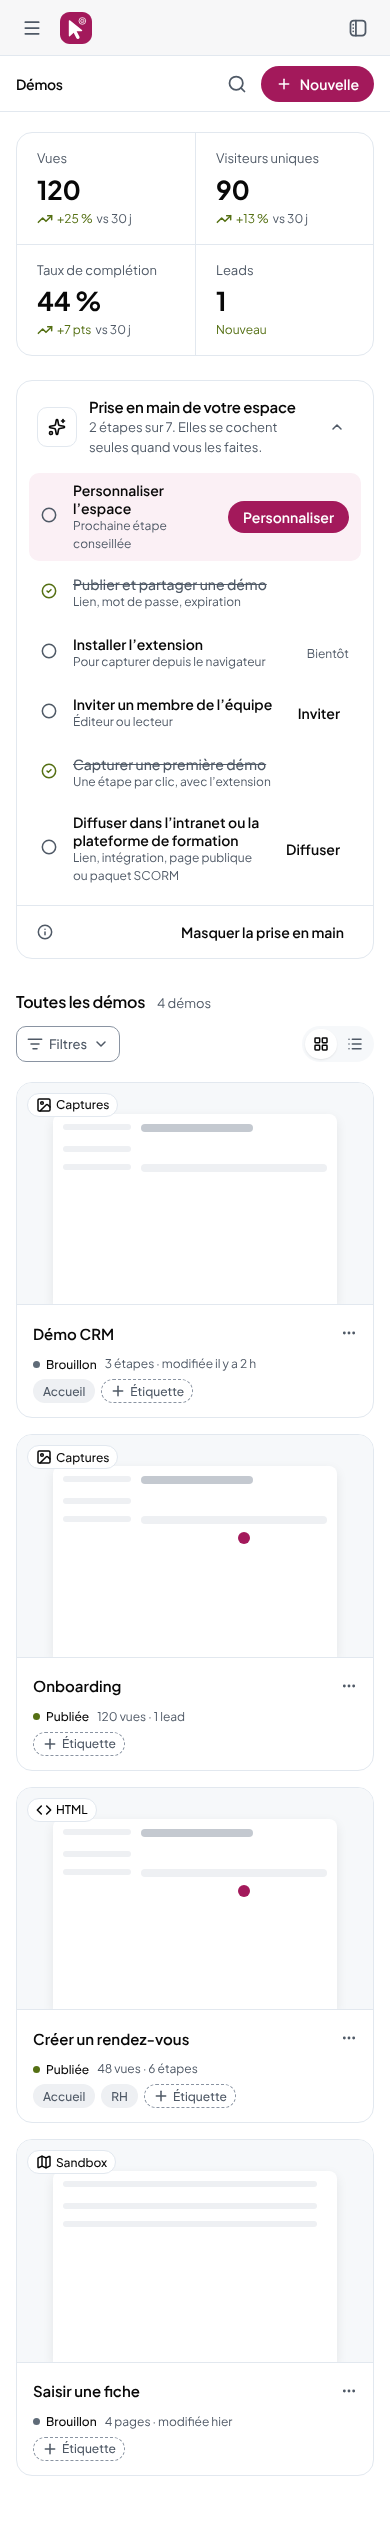 Démos
Nouvelle
Vues
Visiteurs uniques
120
90
+25 % vs 30 j
+13 % vs 30 j
Taux de complétion
Leads
44 %
1
+7 pts vs 30 j
Nouveau
Prise en main de votre espace
2 étapes sur 7. Elles se cochent
seules quand vous les faites.
Personnaliser
l’espace
Prochaine étape
conseillée
Personnaliser
Publier et partager une démo
Lien, mot de passe, expiration
Installer l’extension
Pour capturer depuis le navigateur
Bientôt
Inviter un membre de l’équipe
Éditeur ou lecteur
Inviter
Capturer une première démo
Une étape par clic, avec l’extension
Diffuser dans l’intranet ou la
plateforme de formation
Lien, intégration, page publique
ou paquet SCORM
Diffuser
Masquer la prise en main
Toutes les démos 4 démos
Filtres
Captures
Démo CRM
Brouillon 3 étapes · modifiée il y a 2 h
Accueil
Étiquette
Captures
Onboarding
Publiée 120 vues · 1 lead
Étiquette
HTML
Créer un rendez-vous
Publiée 48 vues · 6 étapes
Accueil
RH
Étiquette
Sandbox
Saisir une fiche
Brouillon 4 pages · modifiée hier
Étiquette